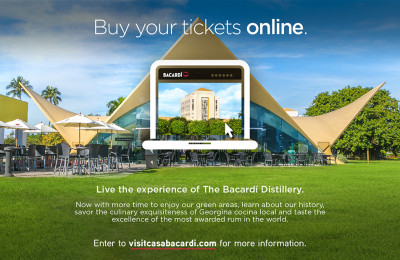 Buy your tickets online.
BACARDÍ
Live the experience of The Bacardí Distillery.
Now with more time to enjoy our green areas, learn about our history,
savor the culinary exquisiteness of Georgina cocina local and taste the
excellence of the most awarded rum in the world.
Enter to visitcasabacardi.com for more information.